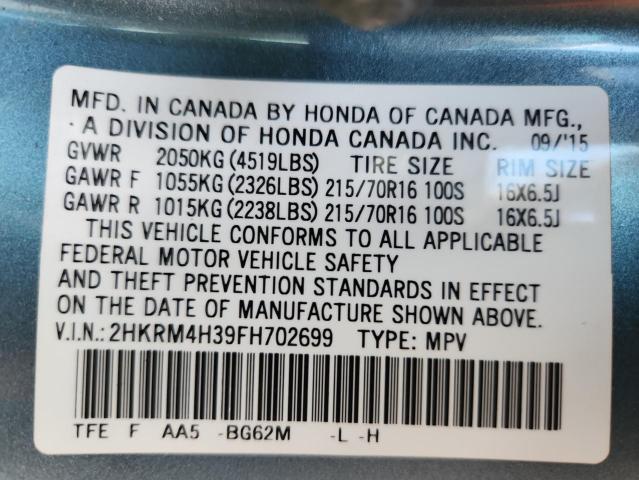 MFD. IN CANADA BY HONDA OF CANADA MFG.,
A DIVISION OF HONDA CANADA INC. 09/'15
GVWR 2050KG (4519LBS) TIRE SIZE RIM SIZE
GAWR F 1055KG (2326LBS) 215/70R16 100S 16X6.5J
GAWR R 1015KG (2238LBS) 215/70R16 100S 16X6.5J
THIS VEHICLE CONFORMS TO ALL APPLICABLE
FEDERAL MOTOR VEHICLE SAFETY
AND THEFT PREVENTION STANDARDS IN EFFECT
ON THE DATE OF MANUFACTURE SHOWN ABOVE.
V.I.N.: 2HKRM4H39FH702699 TYPE: MPV
TFE F AA5 -BG62M -L -H